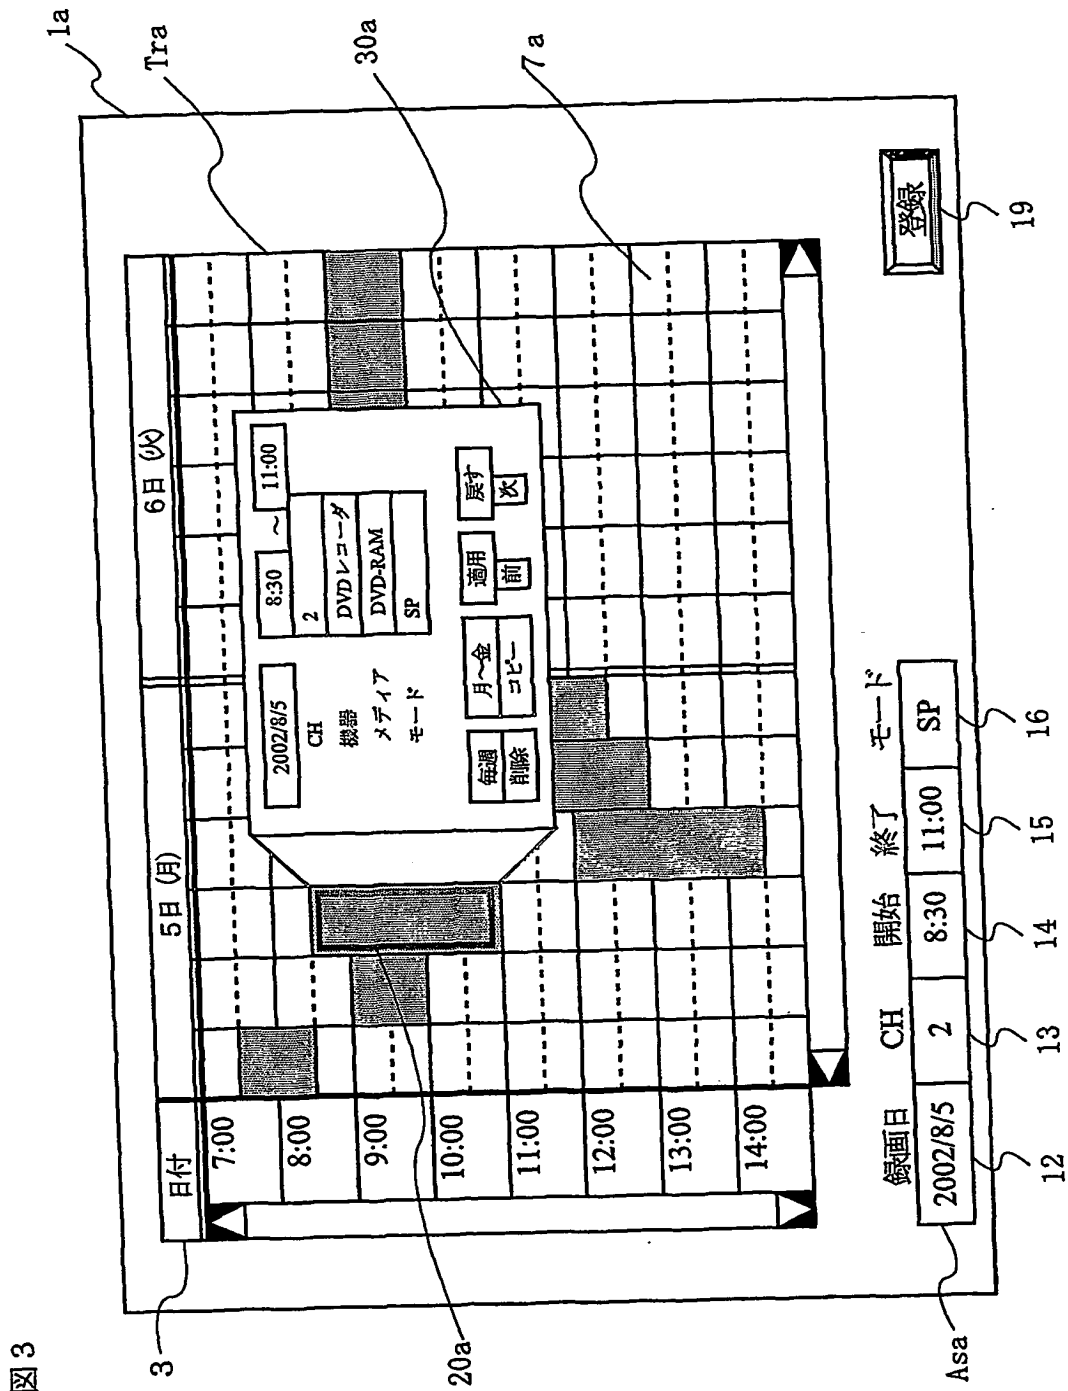 図3
1a
Tra
30a
7a
3
日付
5日 (月)
6日 (火)
7:00
8:00
9:00
10:00
11:00
12:00
13:00
14:00
2002/8/5
8:30
～
11:00
CH
2
機器
DVDレコーダ
メディア
DVD-RAM
モード
SP
毎週
月～金
適用
戻す
削除
コピー
前
次
20a
録画日
CH
開始
終了
モード
2002/8/5
2
8:30
11:00
SP
登録
Asa
12
13
14
15
16
19